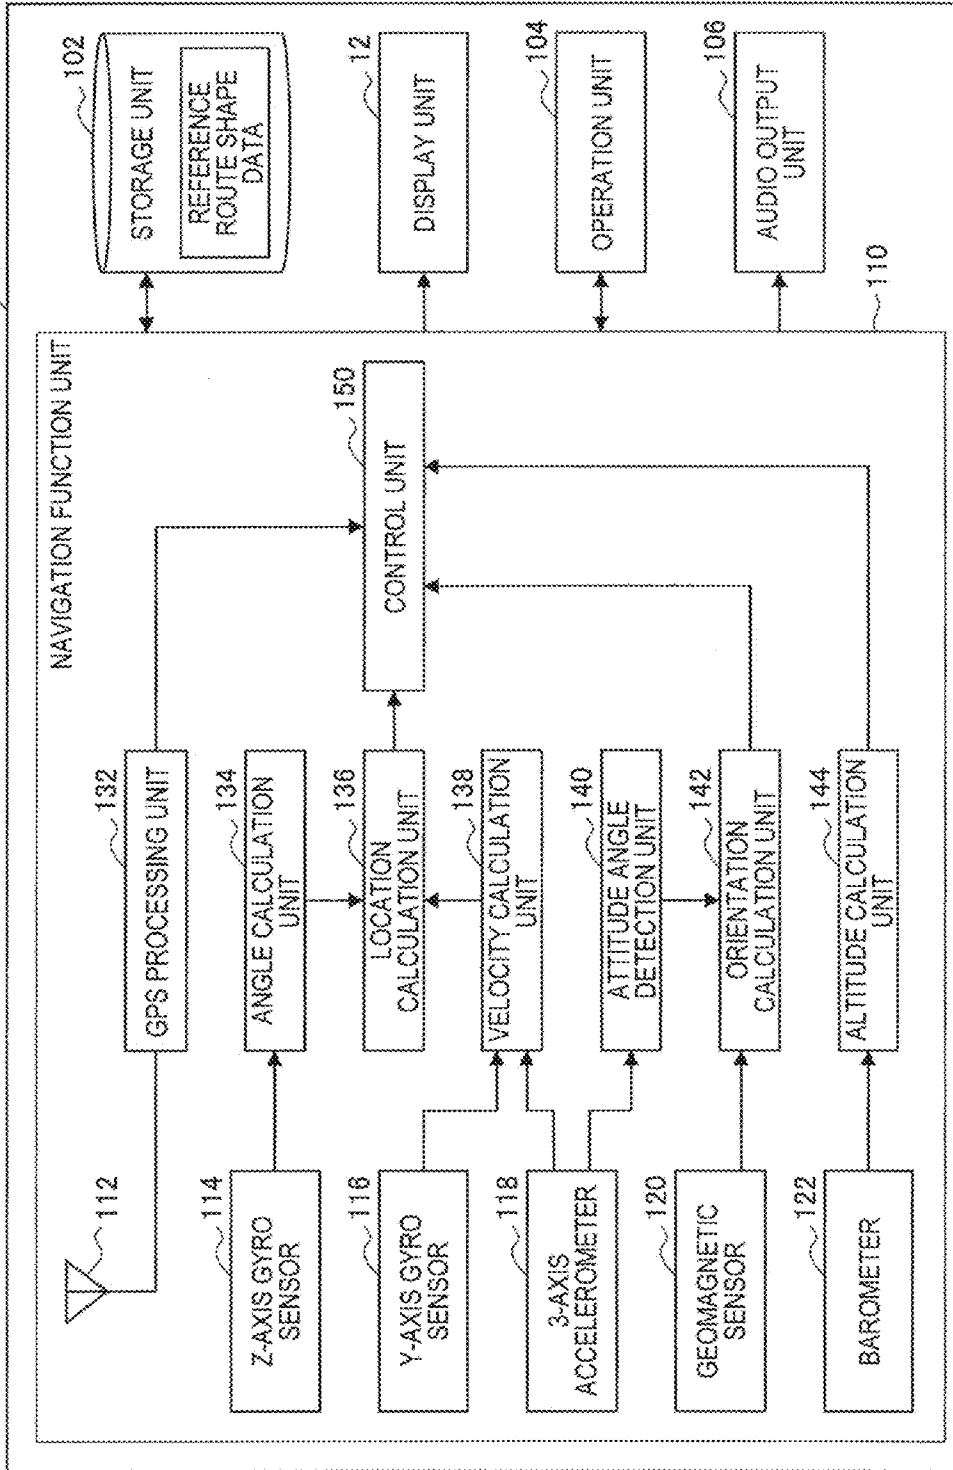 NAVIGATION FUNCTION UNIT
110
112
Z-AXIS GYRO
SENSOR
114
Y-AXIS GYRO
SENSOR
116
3-AXIS
ACCELEROMETER
118
GEOMAGNETIC
SENSOR
120
BAROMETER
122
GPS PROCESSING UNIT
132
ANGLE CALCULATION
UNIT
134
LOCATION
CALCULATION UNIT
136
VELOCITY CALCULATION
UNIT
138
ATTITUDE ANGLE
DETECTION UNIT
140
ORIENTATION
CALCULATION UNIT
142
ALTITUDE CALCULATION
UNIT
144
CONTROL UNIT
150
STORAGE UNIT
102
REFERENCE
ROUTE SHAPE
DATA
DISPLAY UNIT
12
OPERATION UNIT
104
AUDIO OUTPUT
UNIT
106